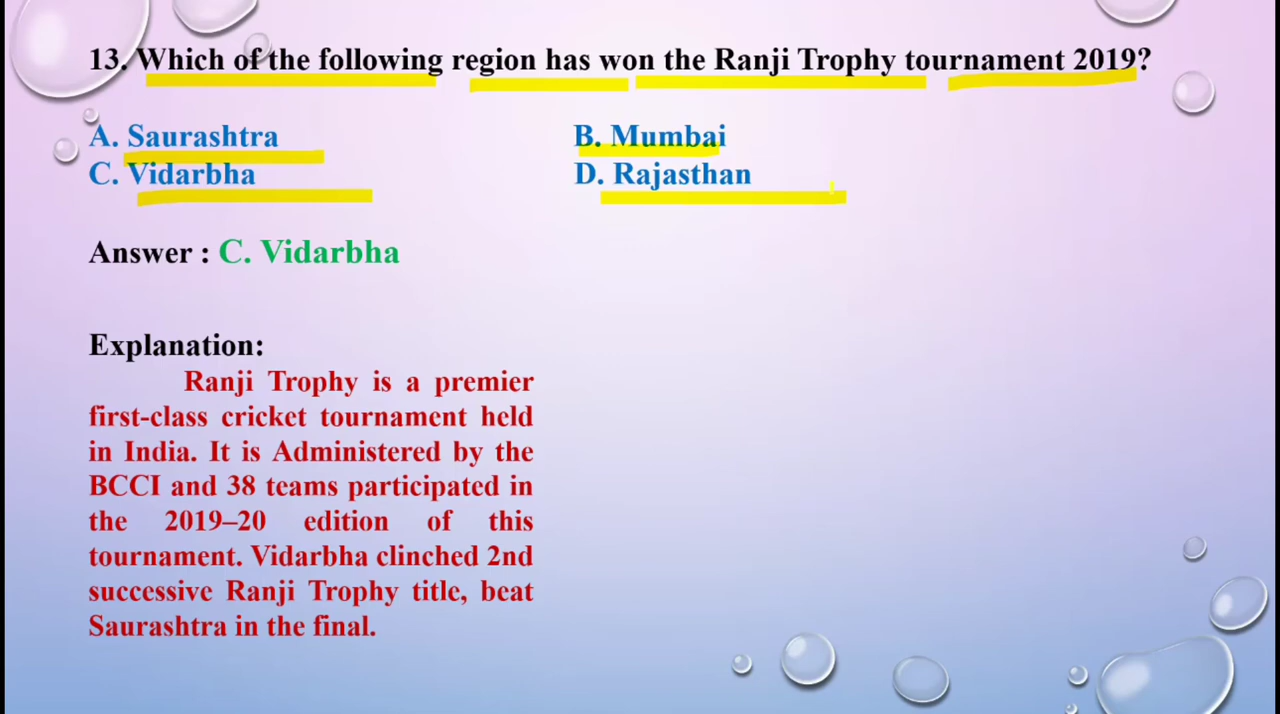 13. Which of the following region has won the Ranji Trophy tournament 2019?
A. Saurashtra B. Mumbai
C. Vidarbha D. Rajasthan
Answer : C. Vidarbha
Explanation:
Ranji Trophy is a premier
first-class cricket tournament held
in India. It is Administered by the
BCCI and 38 teams participated in
the 2019–20 edition of this
tournament. Vidarbha clinched 2nd
successive Ranji Trophy title, beat
Saurashtra in the final.